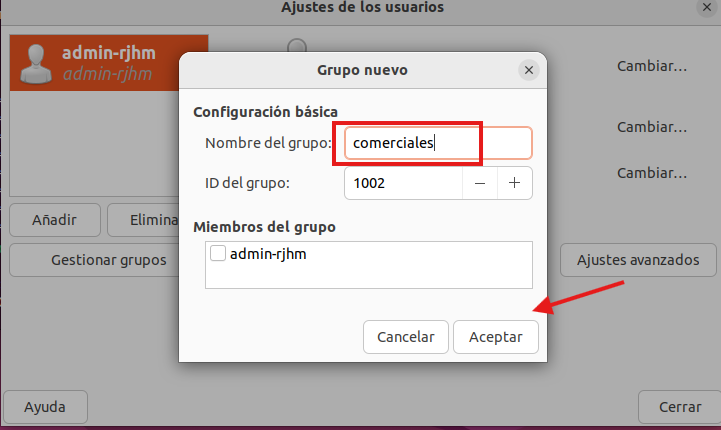 Ajustes de los usuarios
admin-rjhm
admin-rjhm
Cambiar...
Cambiar...
Cambiar...
Añadir
Elimina
Gestionar grupos
Ajustes avanzados
Ayuda
Cerrar
Grupo nuevo
Configuración básica
Nombre del grupo: comerciales
ID del grupo: 1002
Miembros del grupo
admin-rjhm
Cancelar
Aceptar